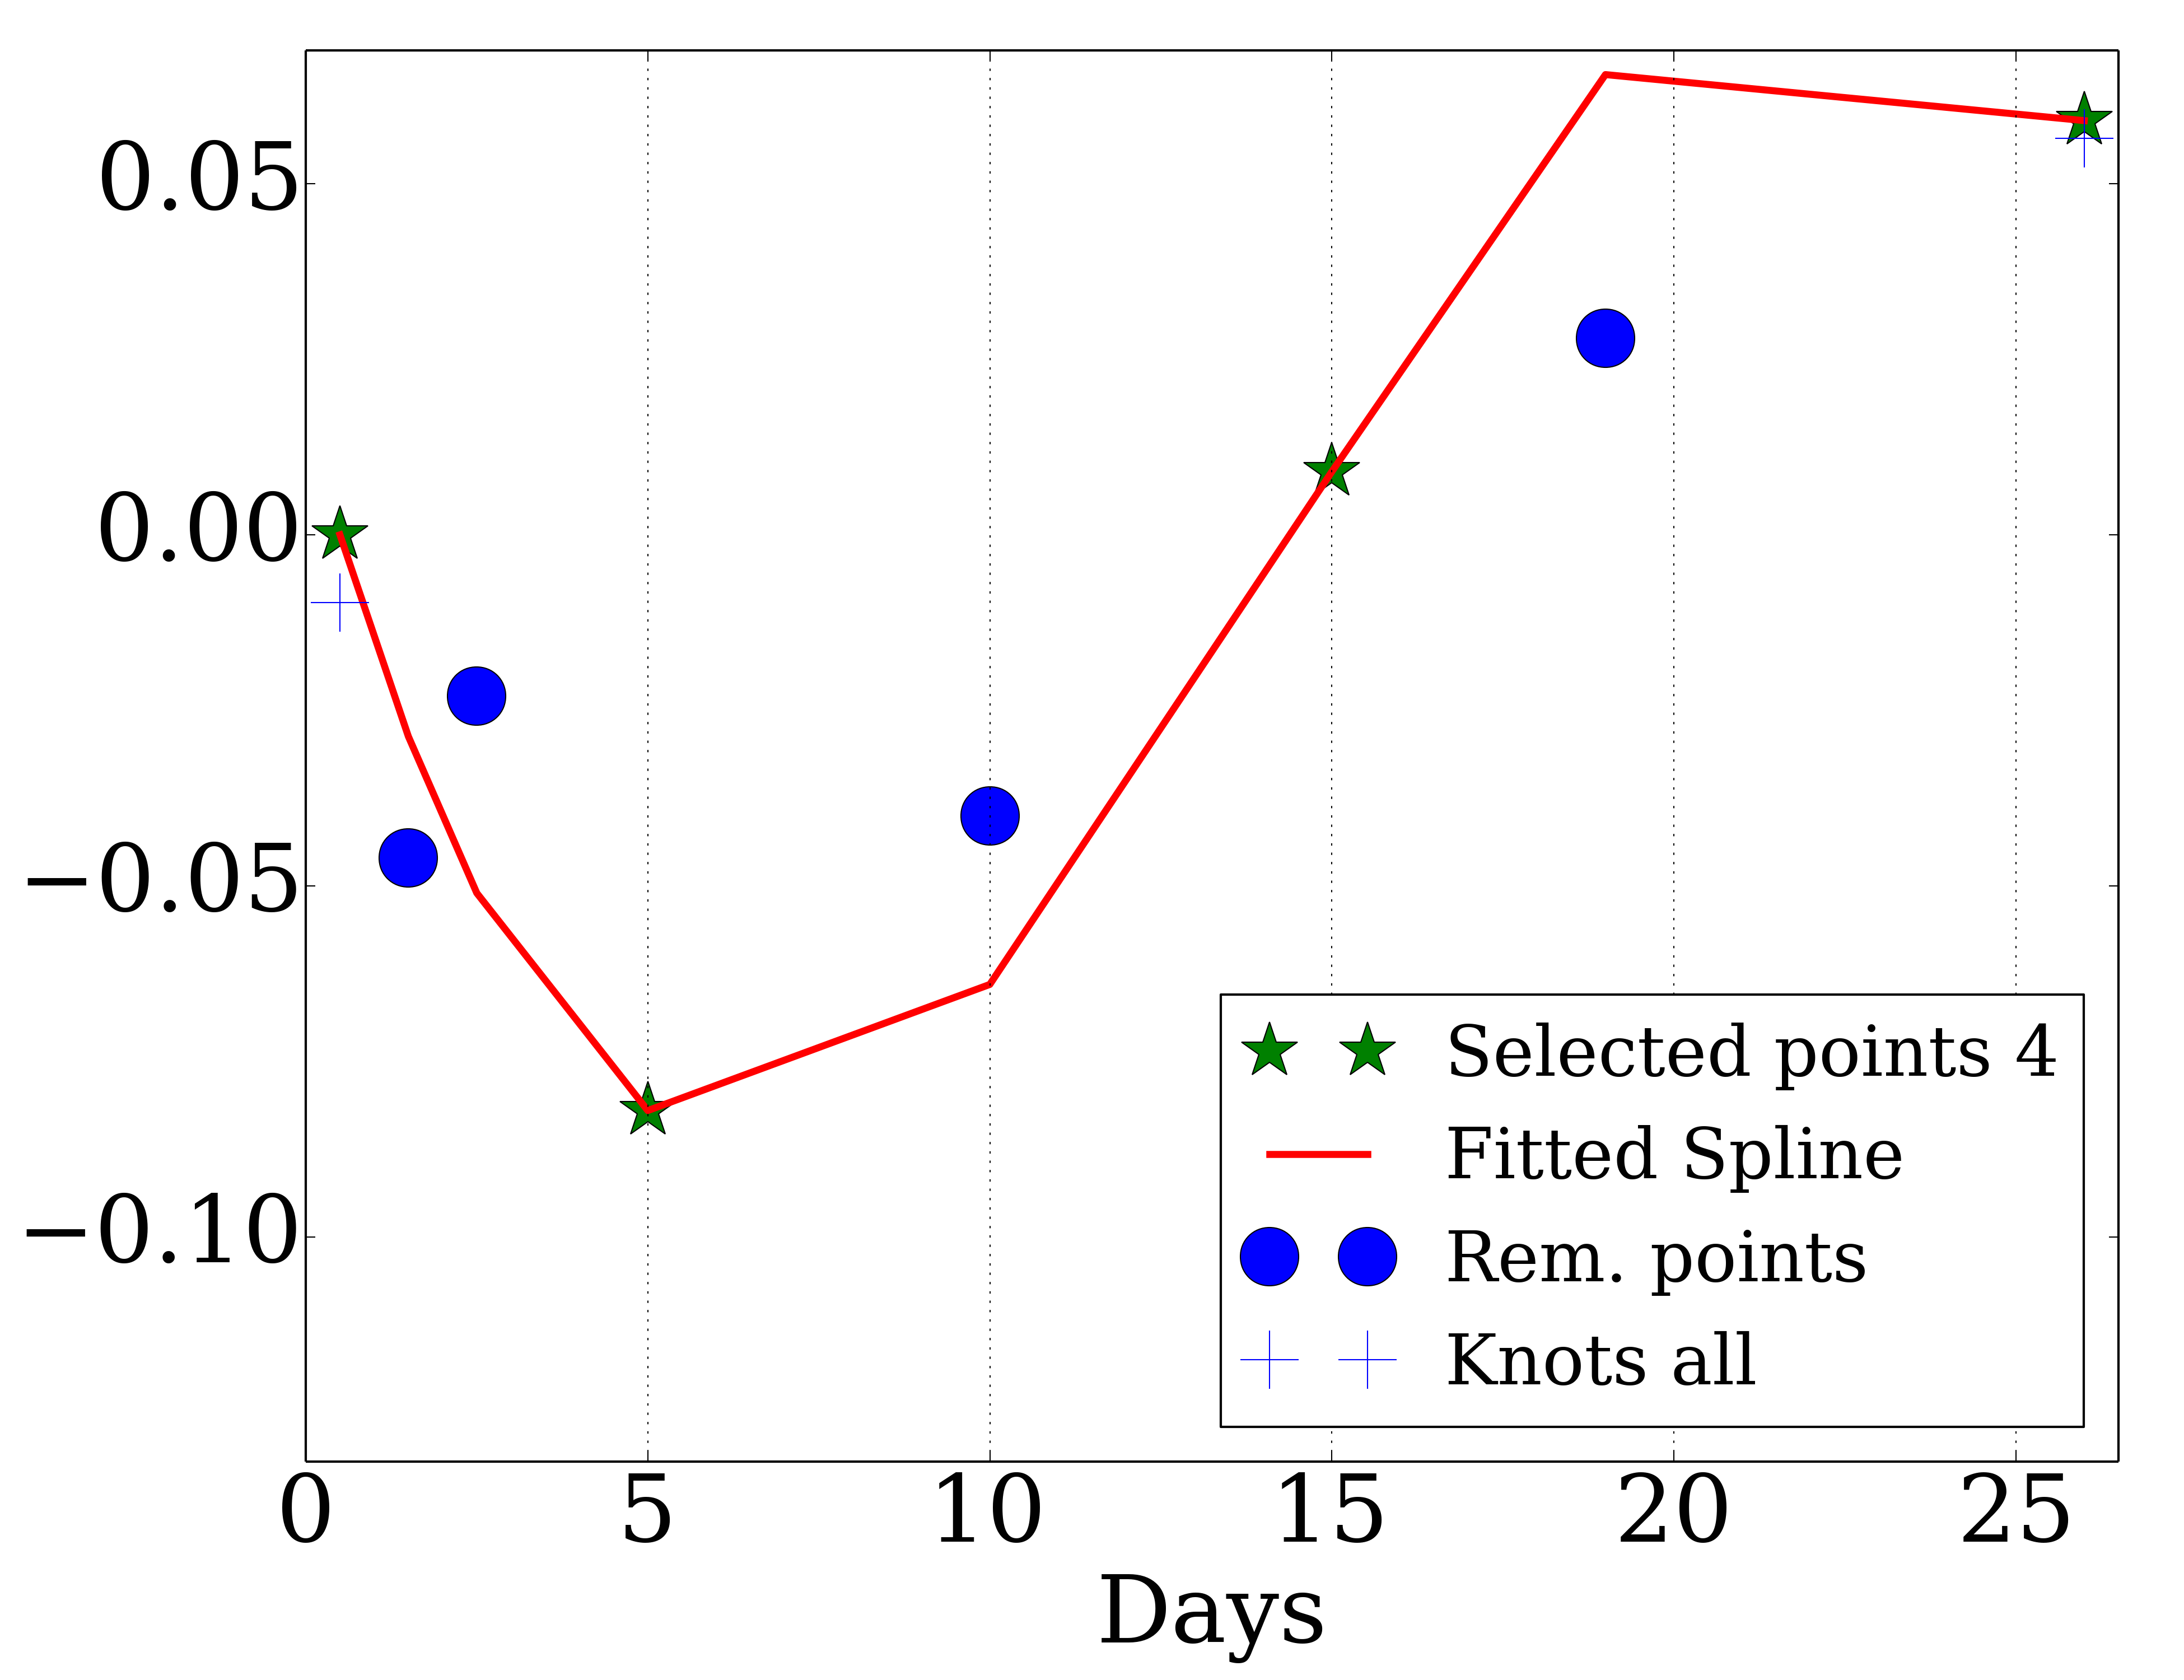 0.05
0.00
−0.05
−0.10
Selected points 4
Fitted Spline
Rem. points
Knots all
0 5 10 15 20 25
Days